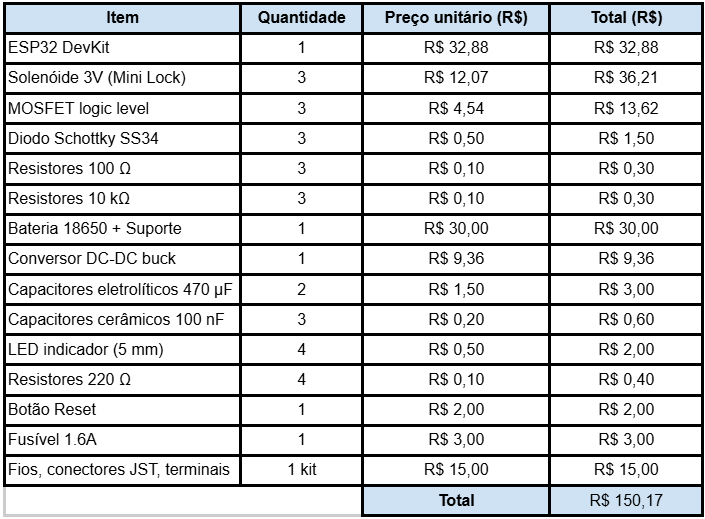 Item Quantidade Preço unitário (R$) Total (R$)
ESP32 DevKit 1 R$ 32,88 R$ 32,88
Solenóide 3V (Mini Lock) 3 R$ 12,07 R$ 36,21
MOSFET logic level 3 R$ 4,54 R$ 13,62
Diodo Schottky SS34 3 R$ 0,50 R$ 1,50
Resistores 100 Ω 3 R$ 0,10 R$ 0,30
Resistores 10 kΩ 3 R$ 0,10 R$ 0,30
Bateria 18650 + Suporte 1 R$ 30,00 R$ 30,00
Conversor DC-DC buck 1 R$ 9,36 R$ 9,36
Capacitores eletrolíticos 470 µF 2 R$ 1,50 R$ 3,00
Capacitores cerâmicos 100 nF 3 R$ 0,20 R$ 0,60
LED indicador (5 mm) 4 R$ 0,50 R$ 2,00
Resistores 220 Ω 4 R$ 0,10 R$ 0,40
Botão Reset 1 R$ 2,00 R$ 2,00
Fusível 1.6A 1 R$ 3,00 R$ 3,00
Fios, conectores JST, terminais 1 kit R$ 15,00 R$ 15,00
Total R$ 150,17